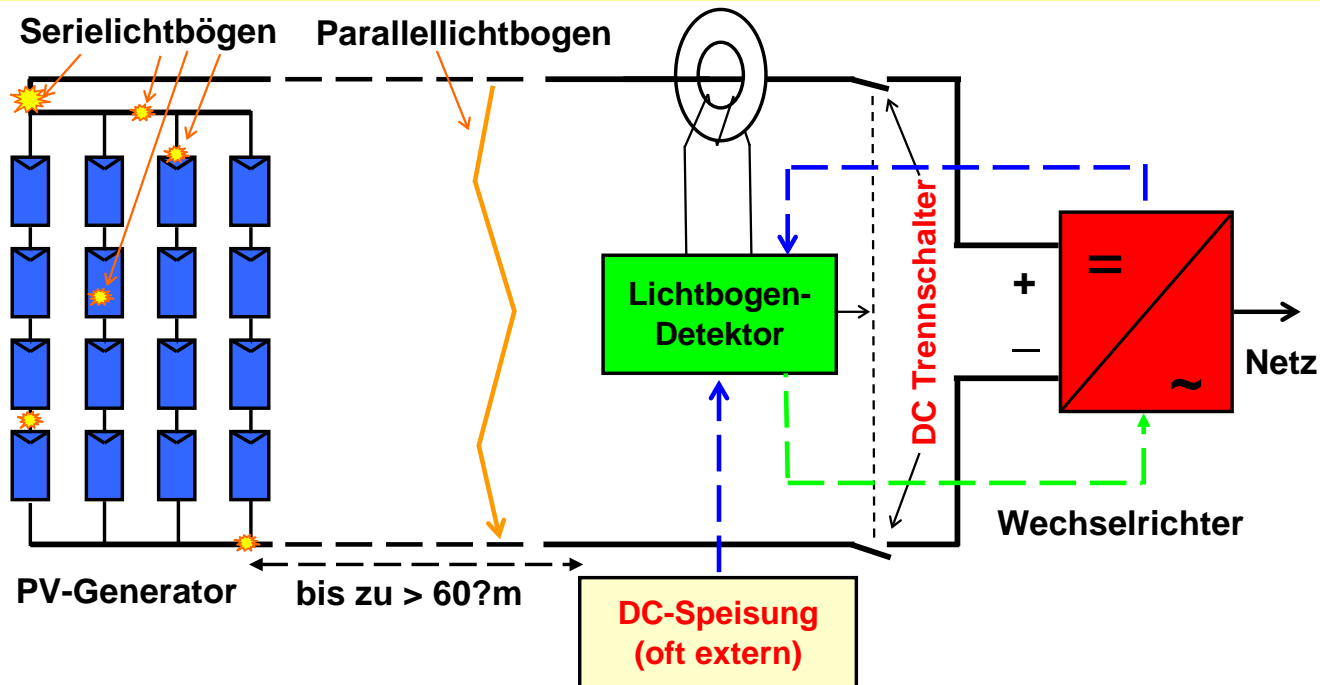 Serielichtbögen
Parallellichtbogen
Lichtbogen-
Detektor
DC Trennschalter
+
–
=
~
Netz
Wechselrichter
PV-Generator
bis zu > 60?m
DC-Speisung
(oft extern)